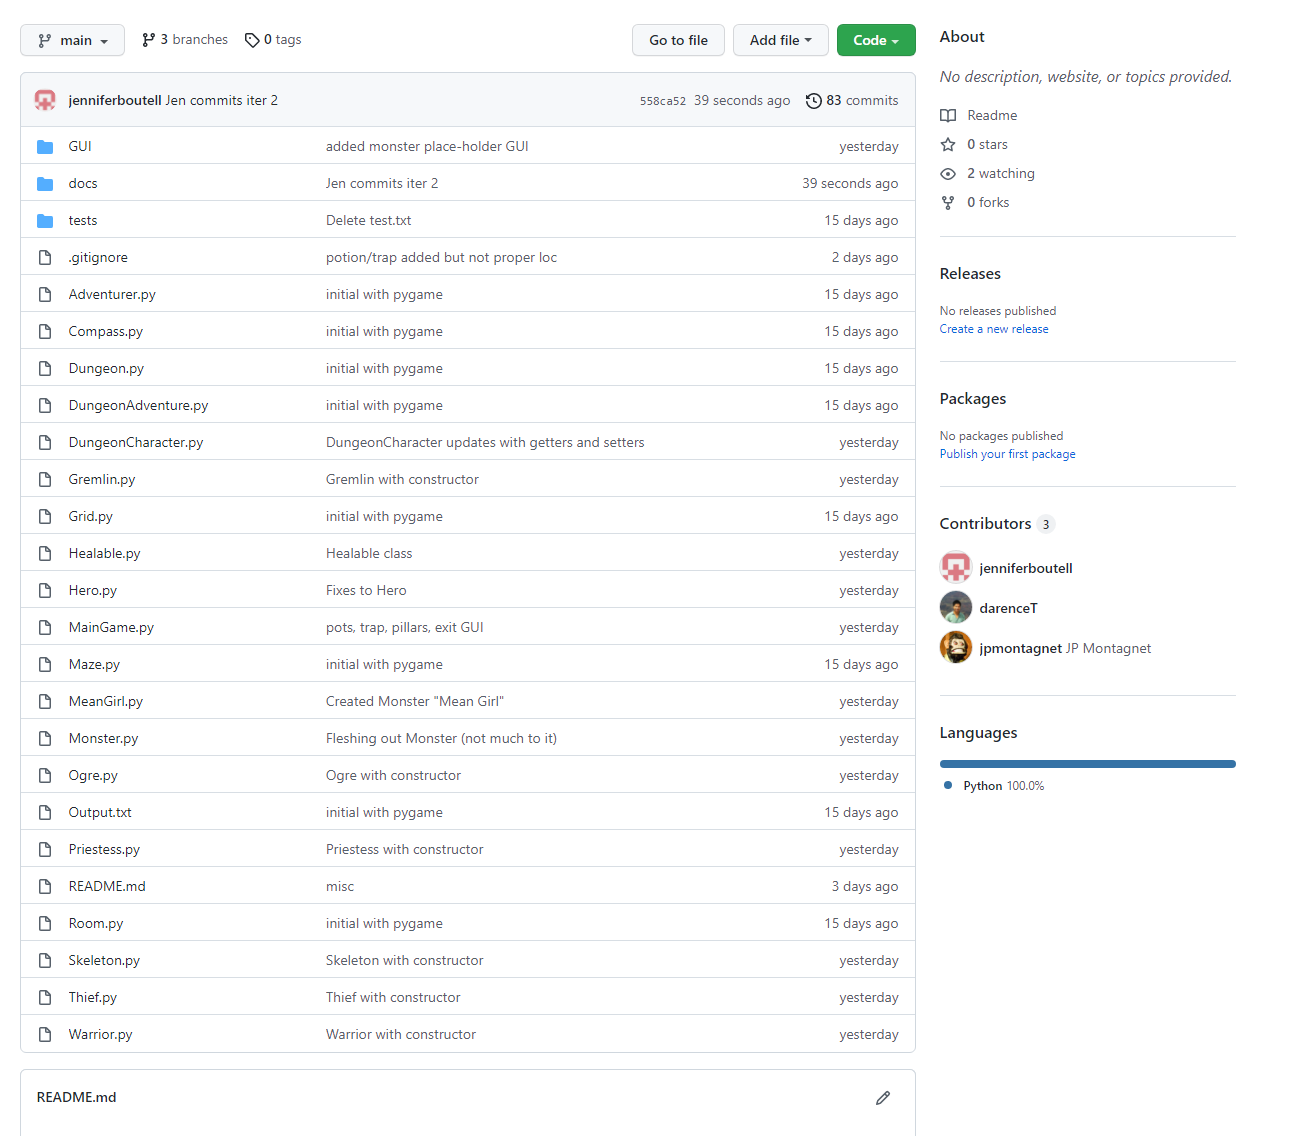 main 3 branches 0 tags Go to file Add file Code
jenniferboutell Jen commits iter 2 558ca52 39 seconds ago 83 commits
GUI added monster place-holder GUI yesterday
docs Jen commits iter 2 39 seconds ago
tests Delete test.txt 15 days ago
.gitignore potion/trap added but not proper loc 2 days ago
Adventurer.py initial with pygame 15 days ago
Compass.py initial with pygame 15 days ago
Dungeon.py initial with pygame 15 days ago
DungeonAdventure.py initial with pygame 15 days ago
DungeonCharacter.py DungeonCharacter updates with getters and setters yesterday
Gremlin.py Gremlin with constructor yesterday
Grid.py initial with pygame 15 days ago
Healable.py Healable class yesterday
Hero.py Fixes to Hero yesterday
MainGame.py pots, trap, pillars, exit GUI yesterday
Maze.py initial with pygame 15 days ago
MeanGirl.py Created Monster "Mean Girl" yesterday
Monster.py Fleshing out Monster (not much to it) yesterday
Ogre.py Ogre with constructor yesterday
Output.txt initial with pygame 15 days ago
Priestess.py Priestess with constructor yesterday
README.md misc 3 days ago
Room.py initial with pygame 15 days ago
Skeleton.py Skeleton with constructor yesterday
Thief.py Thief with constructor yesterday
Warrior.py Warrior with constructor yesterday
README.md
About
No description, website, or topics provided.
Readme
0 stars
2 watching
0 forks
Releases
No releases published
Create a new release
Packages
No packages published
Publish your first package
Contributors 3
jenniferboutell
darenceT
jpmontagnet JP Montagnet
Languages
Python 100.0%